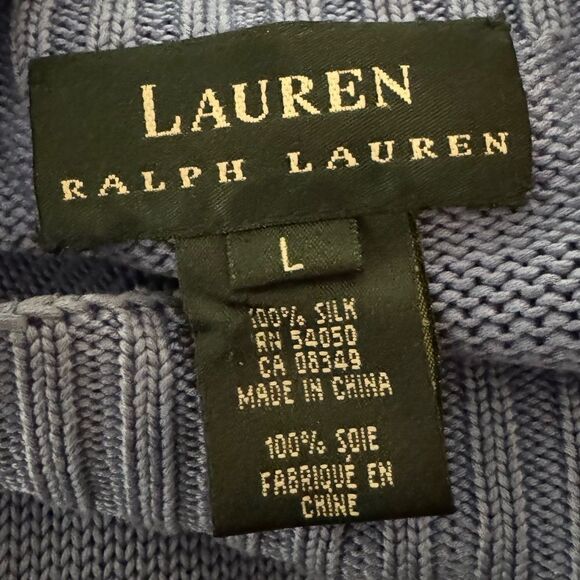 LAUREN
RALPH LAUREN
L
100% SILK
RN 54050
CA 08349
MADE IN CHINA
100% SOIE
FABRIQUÉ EN
CHINE